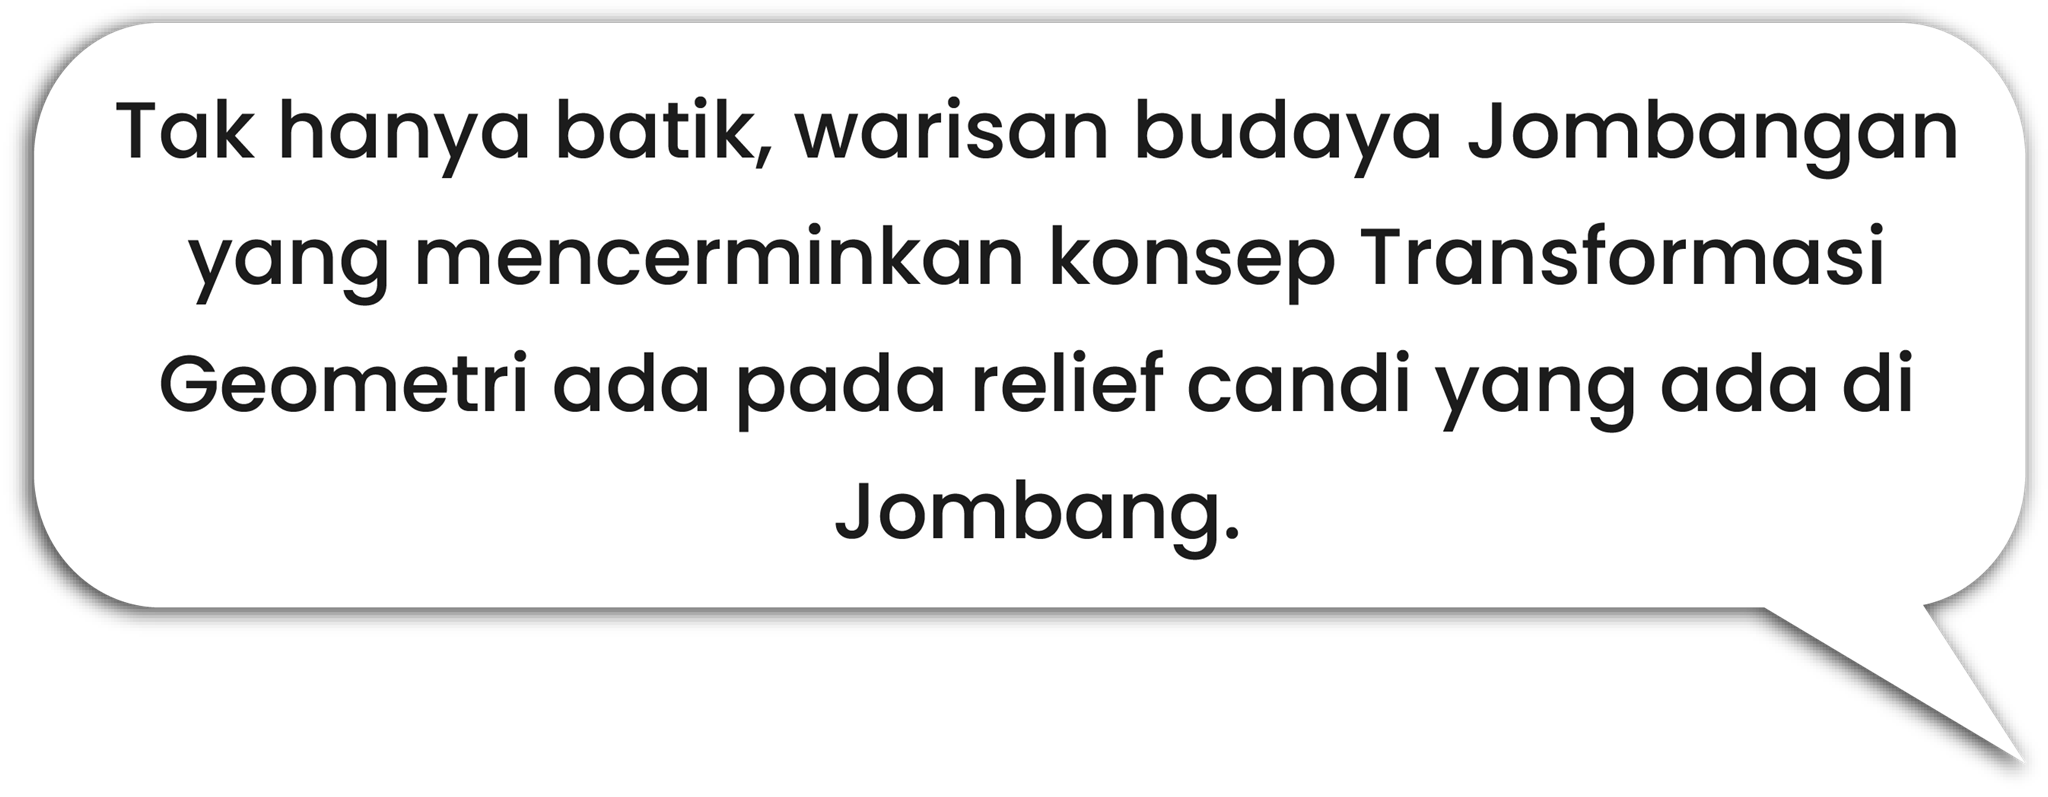 Tak hanya batik, warisan budaya Jombangan
yang mencerminkan konsep Transformasi
Geometri ada pada relief candi yang ada di
Jombang.